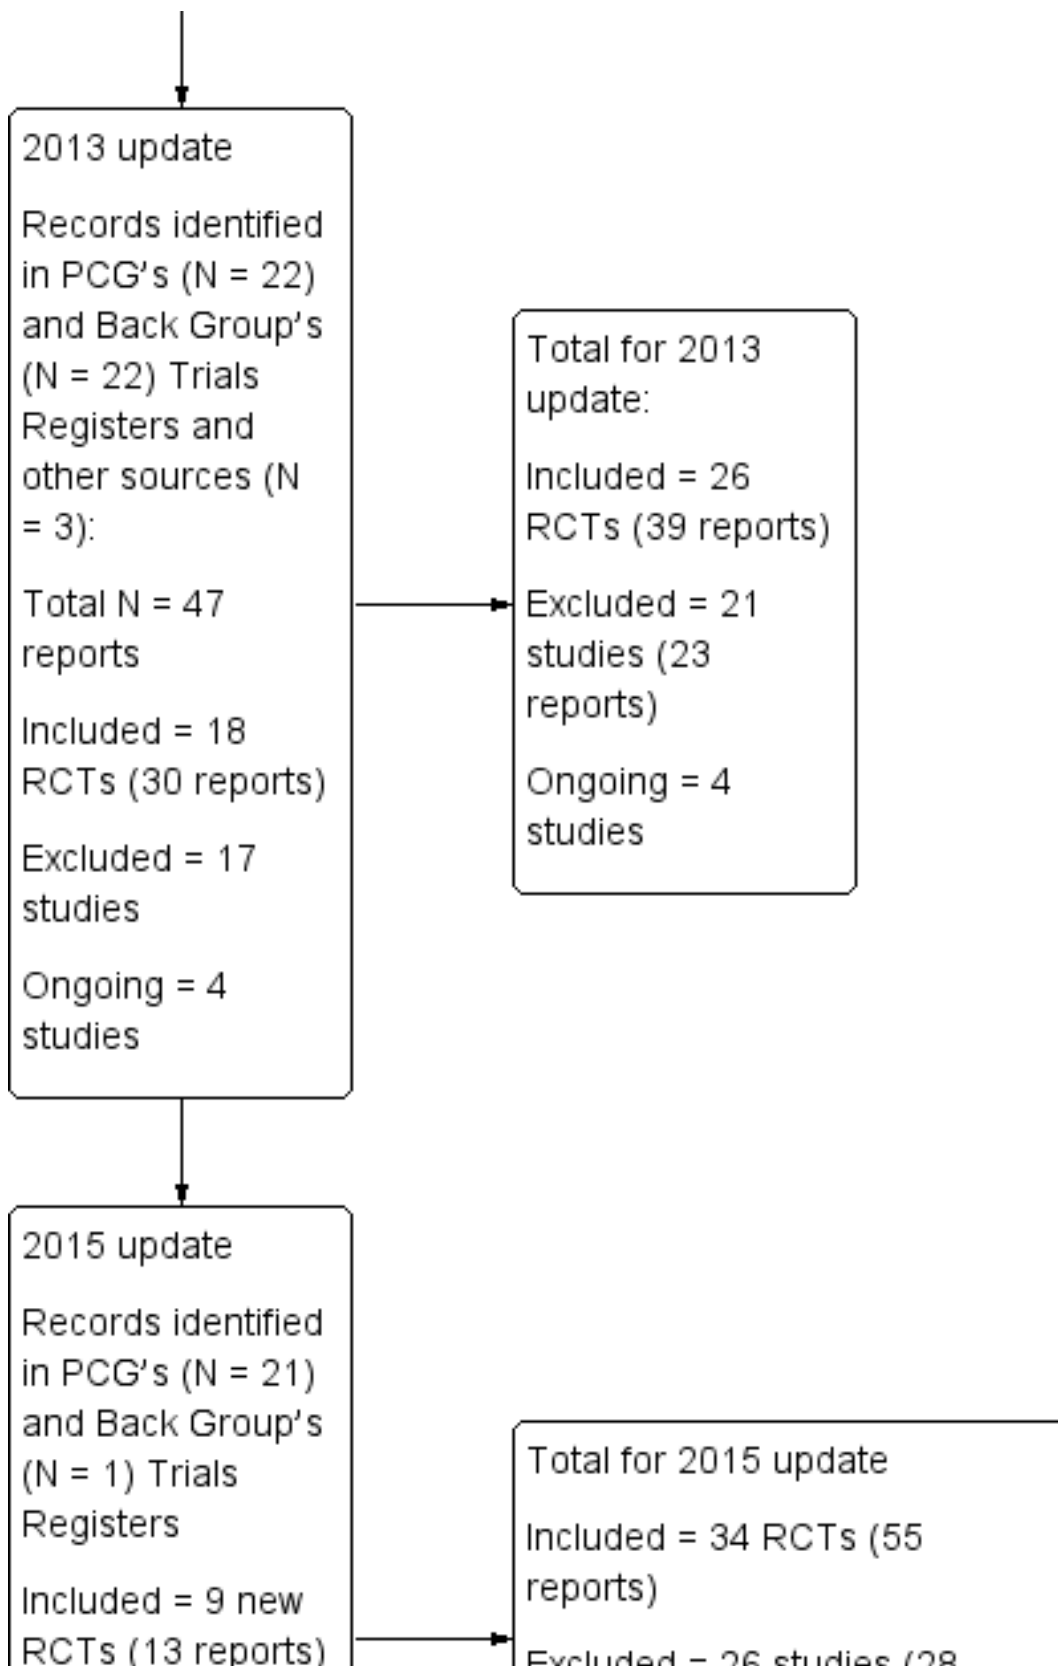 2013 update
Records identified
in PCG's (N = 22)
and Back Group's
(N = 22) Trials
Registers and
other sources (N
= 3):
Total N = 47
reports
Included = 18
RCTs (30 reports)
Excluded = 17
studies
Ongoing = 4
studies
Total for 2013
update:
Included = 26
RCTs (39 reports)
Excluded = 21
studies (23
reports)
Ongoing = 4
studies
2015 update
Records identified
in PCG's (N = 21)
and Back Group's
(N = 1) Trials
Registers
Included = 9 new
RCTs (13 reports)
Total for 2015 update
Included = 34 RCTs (55
reports)
Excluded = 26 studies (28